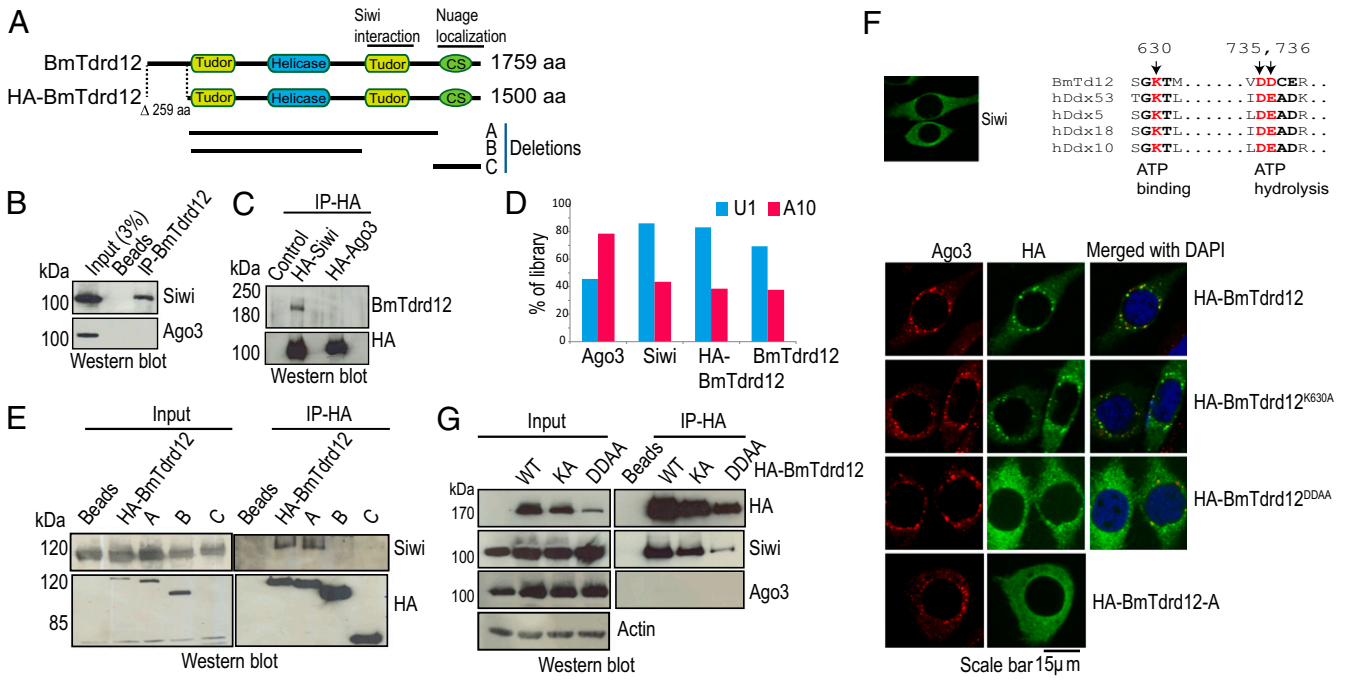 A
Siwi
interaction
Nuage
localization
BmTdrd12
Tudor
Helicase
Tudor
CS
1759 aa
HA-BmTdrd12
Tudor
Helicase
Tudor
CS
1500 aa
Δ 259 aa
A
B
C
Deletions
B
Input (3%)
Beads
IP-BmTdrd12
kDa
100
Siwi
100
Ago3
Western blot
C
IP-HA
Control
HA-Siwi
HA-Ago3
kDa
250
180
BmTdrd12
100
HA
Western blot
D
U1
A10
% of library
80
60
40
20
0
Ago3
Siwi
HA-
BmTdrd12
BmTdrd12
E
Input
IP-HA
Beads
HA-BmTdrd12
A
B
C
Beads
HA-BmTdrd12
A
B
C
kDa
120
Siwi
120
85
HA
Western blot
G
Input
IP-HA
WT
KA
DDAA
Beads
WT
KA
DDAA
HA-BmTdrd12
kDa
170
HA
100
Siwi
100
Ago3
Actin
Western blot
F
Siwi
630
735,736
BmTd12 SGKTM......VDDCER..
hDdx53 TGKTL......IDEADK..
hDdx5 SGKTL......LDEADR..
hDdx18 SGKTL......IDEADR..
hDdx10 SGKTL......LDEADR..
ATP
binding
ATP
hydrolysis
Ago3
HA
Merged with DAPI
HA-BmTdrd12
HA-BmTdrd12K630A
HA-BmTdrd12DDAA
HA-BmTdrd12-A
Scale bar 15µm